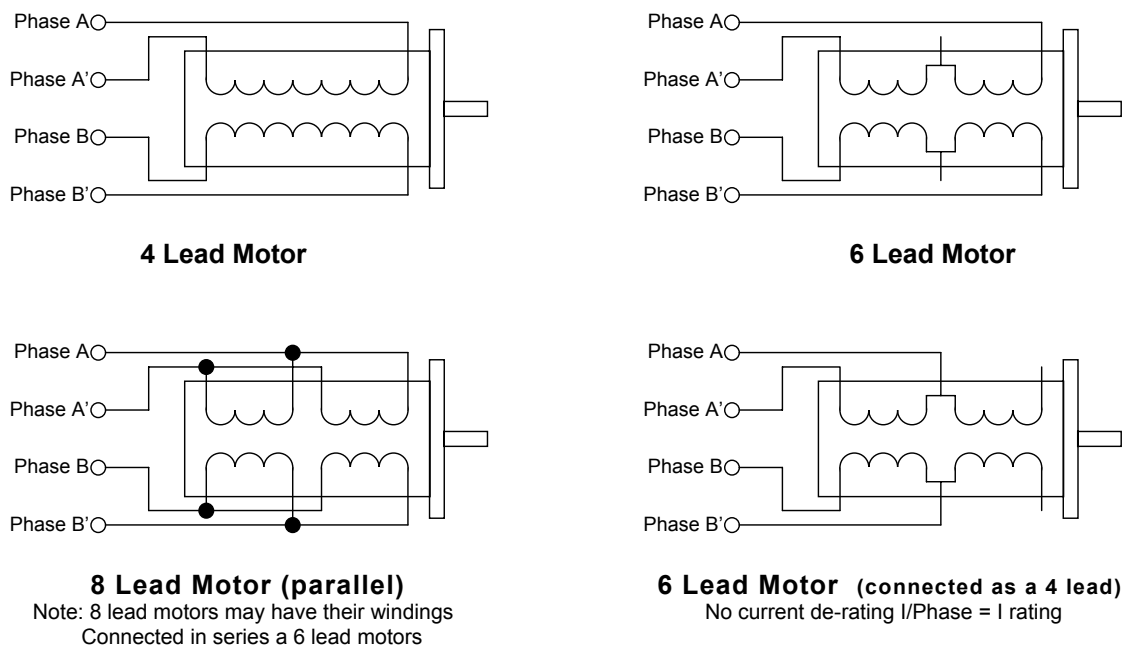 Phase A
Phase A'
Phase B
Phase B'
4 Lead Motor
Phase A
Phase A'
Phase B
Phase B'
6 Lead Motor
Phase A
Phase A'
Phase B
Phase B'
8 Lead Motor (parallel)
Note: 8 lead motors may have their windings
Connected in series a 6 lead motors
Phase A
Phase A'
Phase B
Phase B'
6 Lead Motor (connected as a 4 lead)
No current de-rating I/Phase = I rating